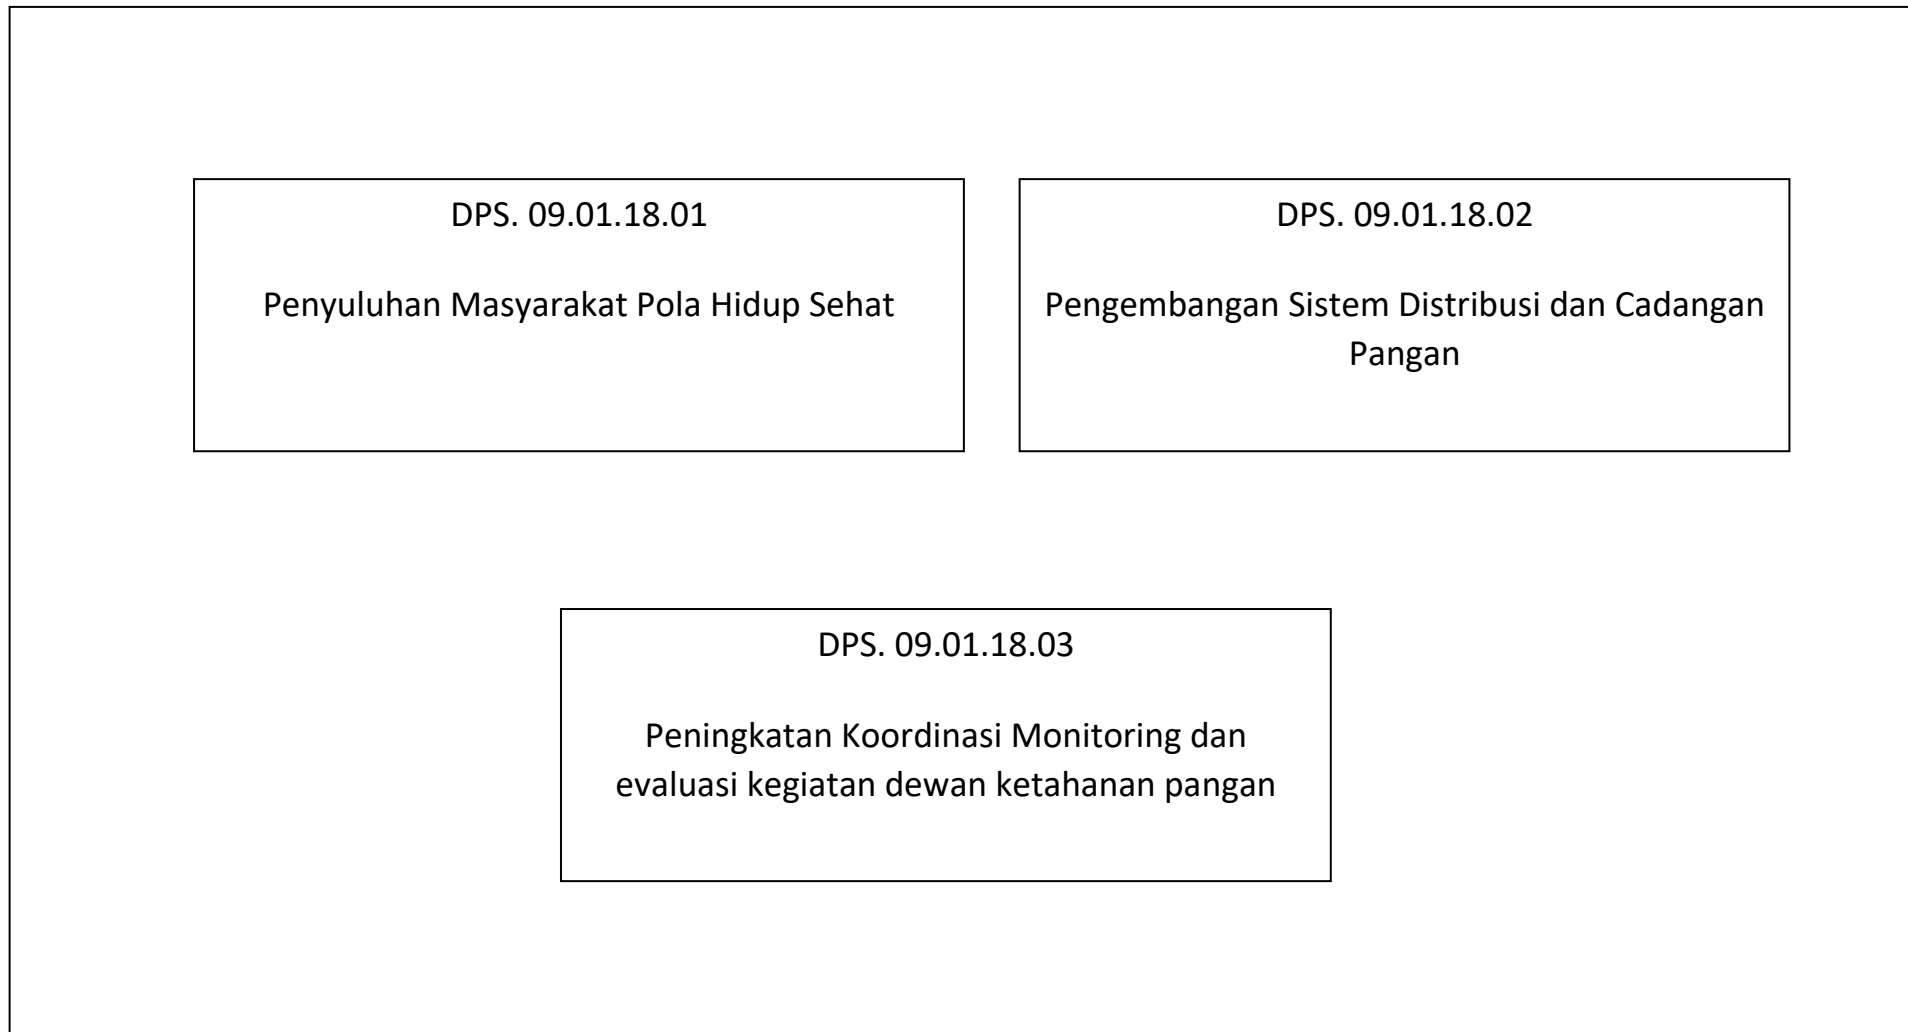 DPS. 09.01.18.01
Penyuluhan Masyarakat Pola Hidup Sehat
DPS. 09.01.18.02
Pengembangan Sistem Distribusi dan Cadangan
Pangan
DPS. 09.01.18.03
Peningkatan Koordinasi Monitoring dan
evaluasi kegiatan dewan ketahanan pangan